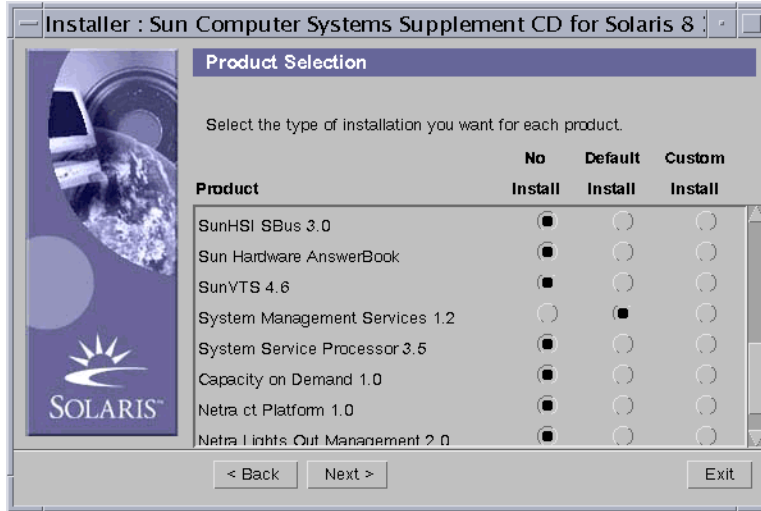 Installer : Sun Computer Systems Supplement CD for Solaris 8
Product Selection
Select the type of installation you want for each product.
No Default Custom
Product Install Install Install
SunHSI SBus 3.0
Sun Hardware AnswerBook
SunVTS 4.6
System Management Services 1.2
System Service Processor 3.5
Capacity on Demand 1.0
Netra ct Platform 1.0
Netra Lights Out Management 2.0
SOLARIS™
< Back Next > Exit